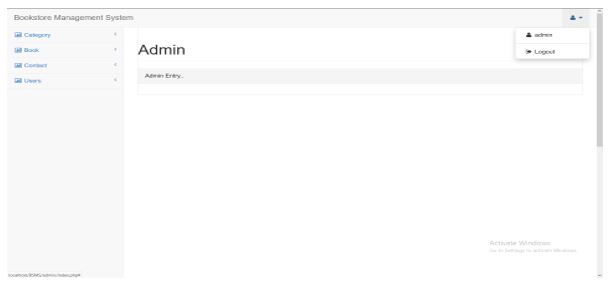 Bookstore Management System
Category
Book
Contact
Users
Admin
Admin Entry..
admin
Logout
Activate Windows
Go to Settings to activate Windows.
localhost/BSMS/admin/index.php#